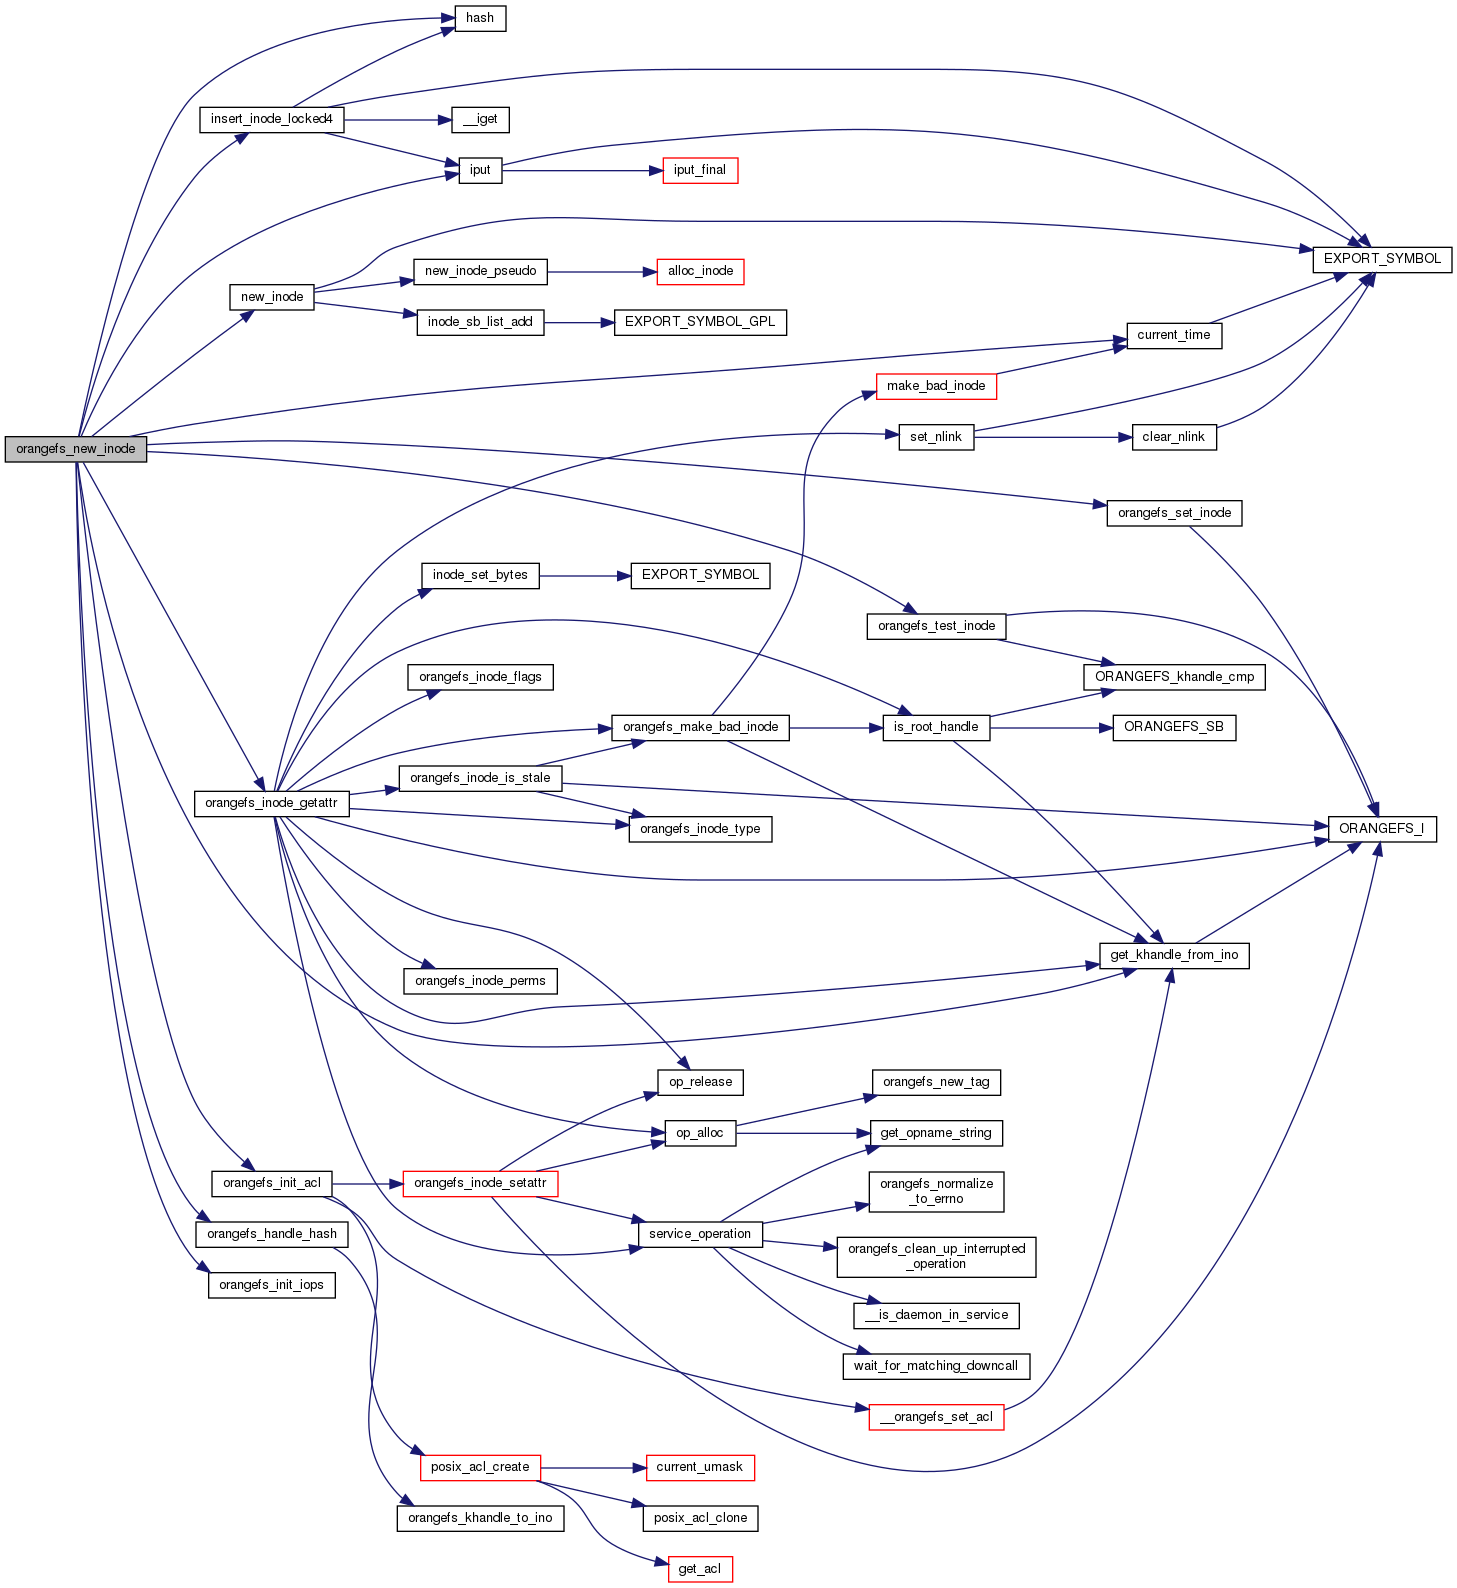 hash
insert_inode_locked4
__iget
iput
iput_final
EXPORT_SYMBOL
new_inode_pseudo
alloc_inode
new_inode
inode_sb_list_add
EXPORT_SYMBOL_GPL
current_time
make_bad_inode
set_nlink
clear_nlink
orangefs_new_inode
orangefs_set_inode
inode_set_bytes
EXPORT_SYMBOL
orangefs_test_inode
orangefs_inode_flags
ORANGEFS_khandle_cmp
orangefs_make_bad_inode
is_root_handle
ORANGEFS_SB
orangefs_inode_is_stale
orangefs_inode_getattr
orangefs_inode_type
ORANGEFS_I
get_khandle_from_ino
orangefs_inode_perms
op_release
orangefs_new_tag
op_alloc
get_opname_string
orangefs_init_acl
orangefs_inode_setattr
orangefs_normalize
_to_errno
orangefs_handle_hash
service_operation
orangefs_clean_up_interrupted
_operation
orangefs_init_iops
__is_daemon_in_service
wait_for_matching_downcall
__orangefs_set_acl
posix_acl_create
current_umask
orangefs_khandle_to_ino
posix_acl_clone
get_acl